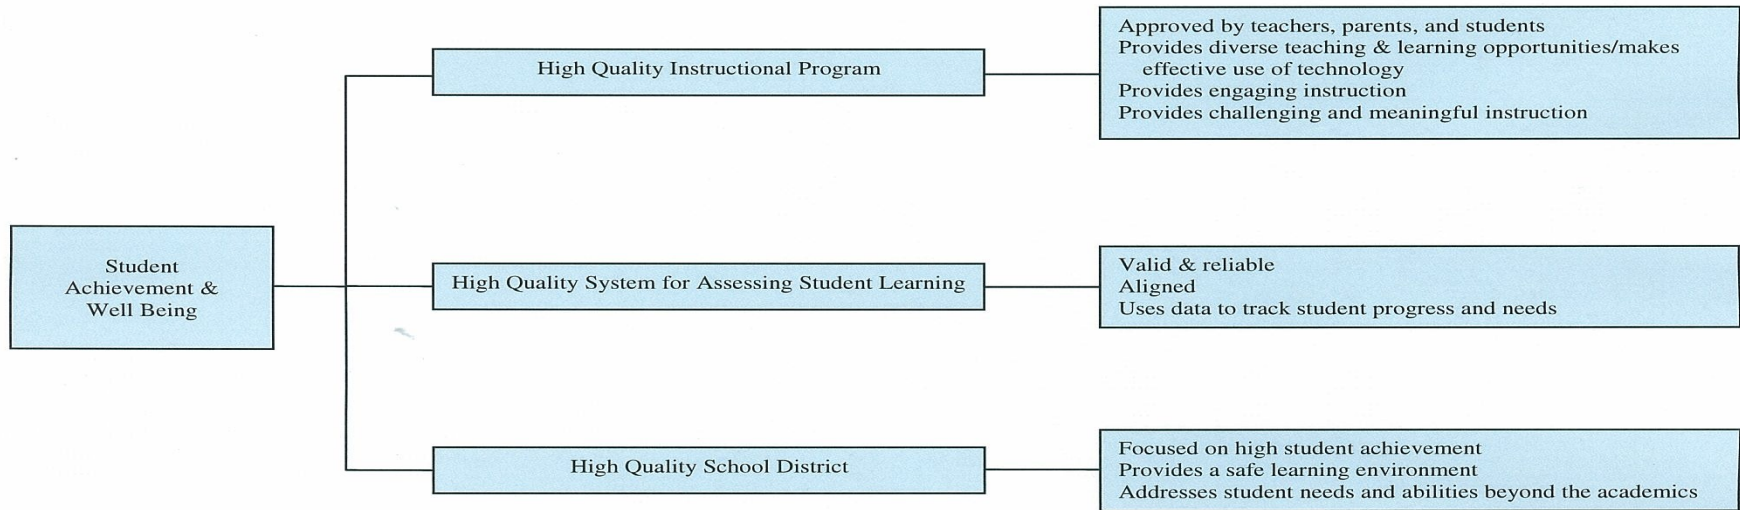 Approved by teachers, parents, and students
Provides diverse teaching & learning opportunities/makes
effective use of technology
Provides engaging instruction
Provides challenging and meaningful instruction
High Quality Instructional Program
Student
Achievement &
Well Being
High Quality System for Assessing Student Learning
Valid & reliable
Aligned
Uses data to track student progress and needs
High Quality School District
Focused on high student achievement
Provides a safe learning environment
Addresses student needs and abilities beyond the academics